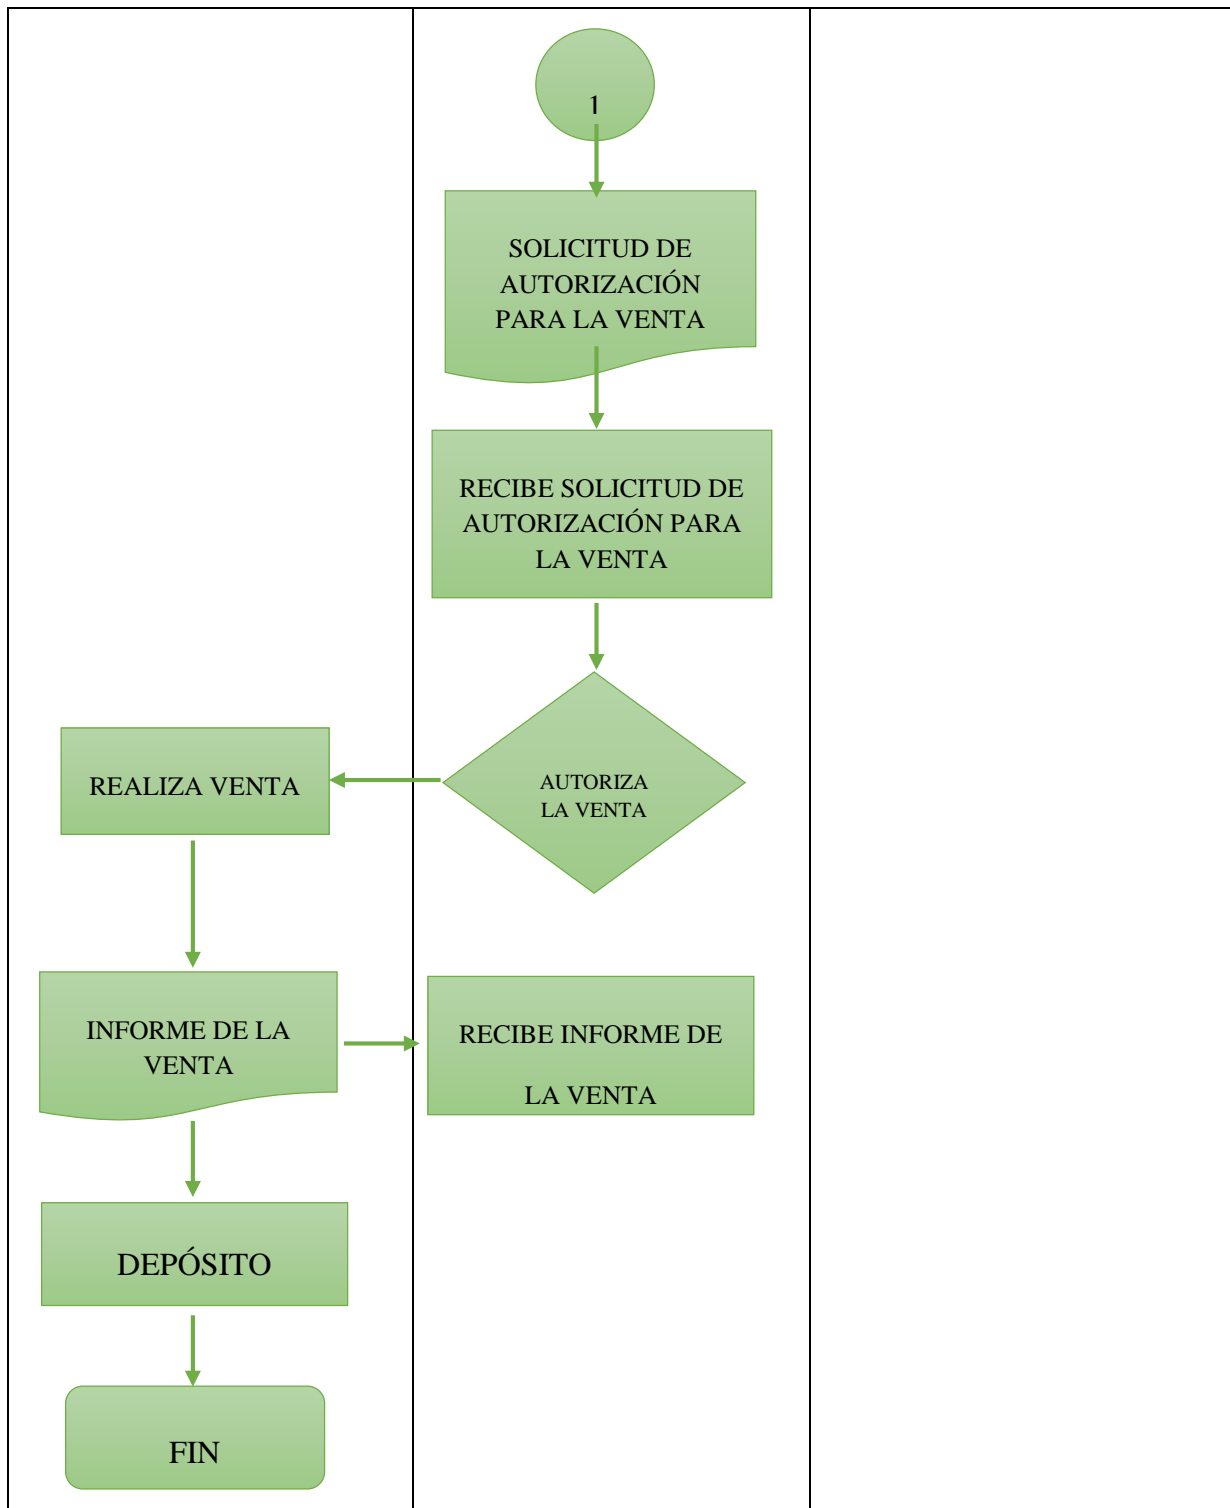 1
SOLICITUD DE
AUTORIZACIÓN
PARA LA VENTA
RECIBE SOLICITUD DE
AUTORIZACIÓN PARA
LA VENTA
AUTORIZA
LA VENTA
REALIZA VENTA
INFORME DE LA
VENTA
RECIBE INFORME DE
LA VENTA
DEPÓSITO
FIN